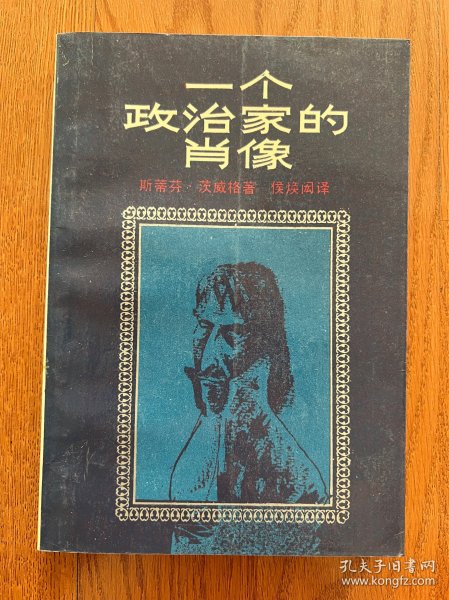 一个
政治家的
肖像
斯蒂芬·茨威格著 侯焕闳译
孔夫子旧书网
www.kongfz.com